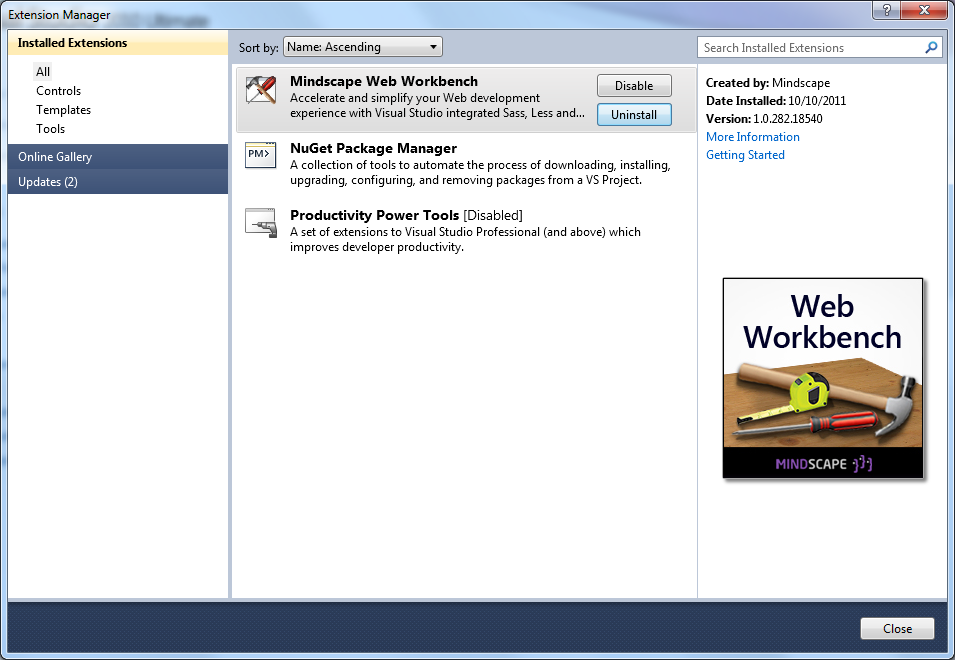 Extension Manager
?
Installed Extensions
All
Controls
Templates
Tools
Online Gallery
Updates (2)
Sort by: Name: Ascending
Mindscape Web Workbench
Accelerate and simplify your Web development
experience with Visual Studio integrated Sass, Less and...
Disable
Uninstall
PM>
NuGet Package Manager
A collection of tools to automate the process of downloading, installing,
upgrading, configuring, and removing packages from a VS Project.
Productivity Power Tools [Disabled]
A set of extensions to Visual Studio Professional (and above) which
improves developer productivity.
Search Installed Extensions
Created by: Mindscape
Date Installed: 10/10/2011
Version: 1.0.282.18540
More Information
Getting Started
Web
Workbench
MINDSCAPE
Close